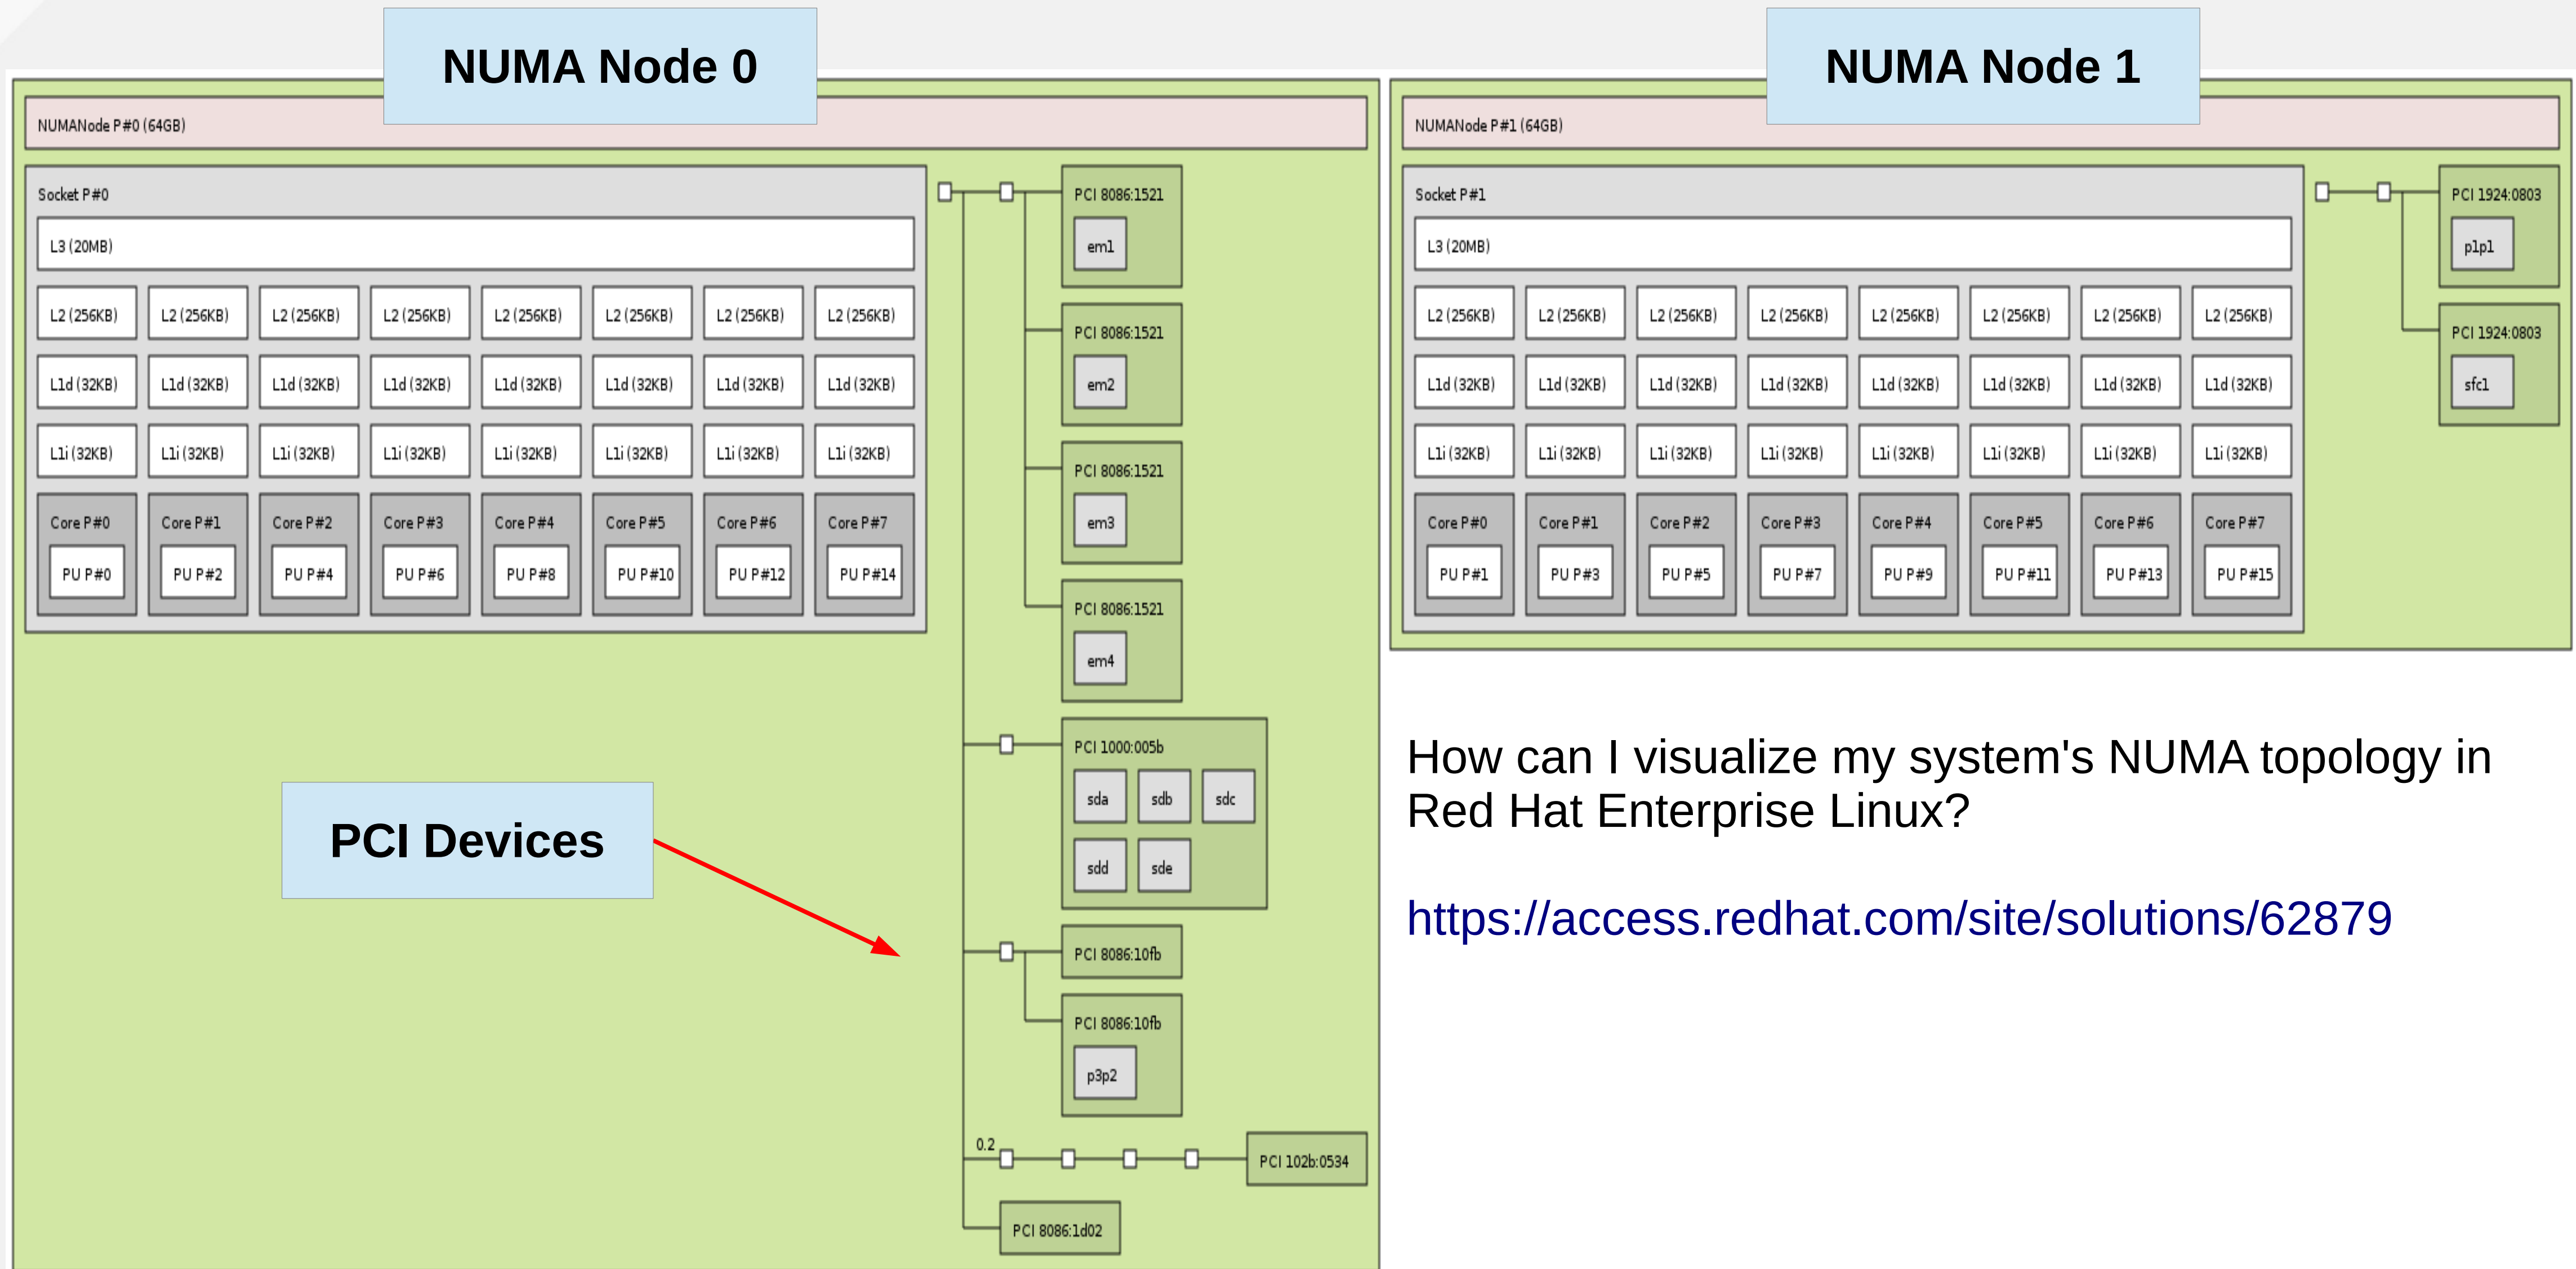 NUMA Node 0
NUMANode P#0 (64GB)
Socket P#0
L3 (20MB)
L2 (256KB) L2 (256KB) L2 (256KB) L2 (256KB) L2 (256KB) L2 (256KB) L2 (256KB) L2 (256KB)
L1d (32KB) L1d (32KB) L1d (32KB) L1d (32KB) L1d (32KB) L1d (32KB) L1d (32KB) L1d (32KB)
L1i (32KB) L1i (32KB) L1i (32KB) L1i (32KB) L1i (32KB) L1i (32KB) L1i (32KB) L1i (32KB)
Core P#0 Core P#1 Core P#2 Core P#3 Core P#4 Core P#5 Core P#6 Core P#7
PU P#0 PU P#2 PU P#4 PU P#6 PU P#8 PU P#10 PU P#12 PU P#14
PCI 8086:1521
em1
PCI 8086:1521
em2
PCI 8086:1521
em3
PCI 8086:1521
em4
PCI 1000:005b
sda sdb sdc
sdd sde
PCI Devices
PCI 8086:10fb
PCI 8086:10fb
p3p2
0.2
PCI 102b:0534
PCI 8086:1d02
NUMA Node 1
NUMANode P#1 (64GB)
Socket P#1
L3 (20MB)
L2 (256KB) L2 (256KB) L2 (256KB) L2 (256KB) L2 (256KB) L2 (256KB) L2 (256KB) L2 (256KB)
L1d (32KB) L1d (32KB) L1d (32KB) L1d (32KB) L1d (32KB) L1d (32KB) L1d (32KB) L1d (32KB)
L1i (32KB) L1i (32KB) L1i (32KB) L1i (32KB) L1i (32KB) L1i (32KB) L1i (32KB) L1i (32KB)
Core P#0 Core P#1 Core P#2 Core P#3 Core P#4 Core P#5 Core P#6 Core P#7
PU P#1 PU P#3 PU P#5 PU P#7 PU P#9 PU P#11 PU P#13 PU P#15
PCI 1924:0803
p1p1
PCI 1924:0803
sfc1
How can I visualize my system's NUMA topology in
Red Hat Enterprise Linux?
https://access.redhat.com/site/solutions/62879